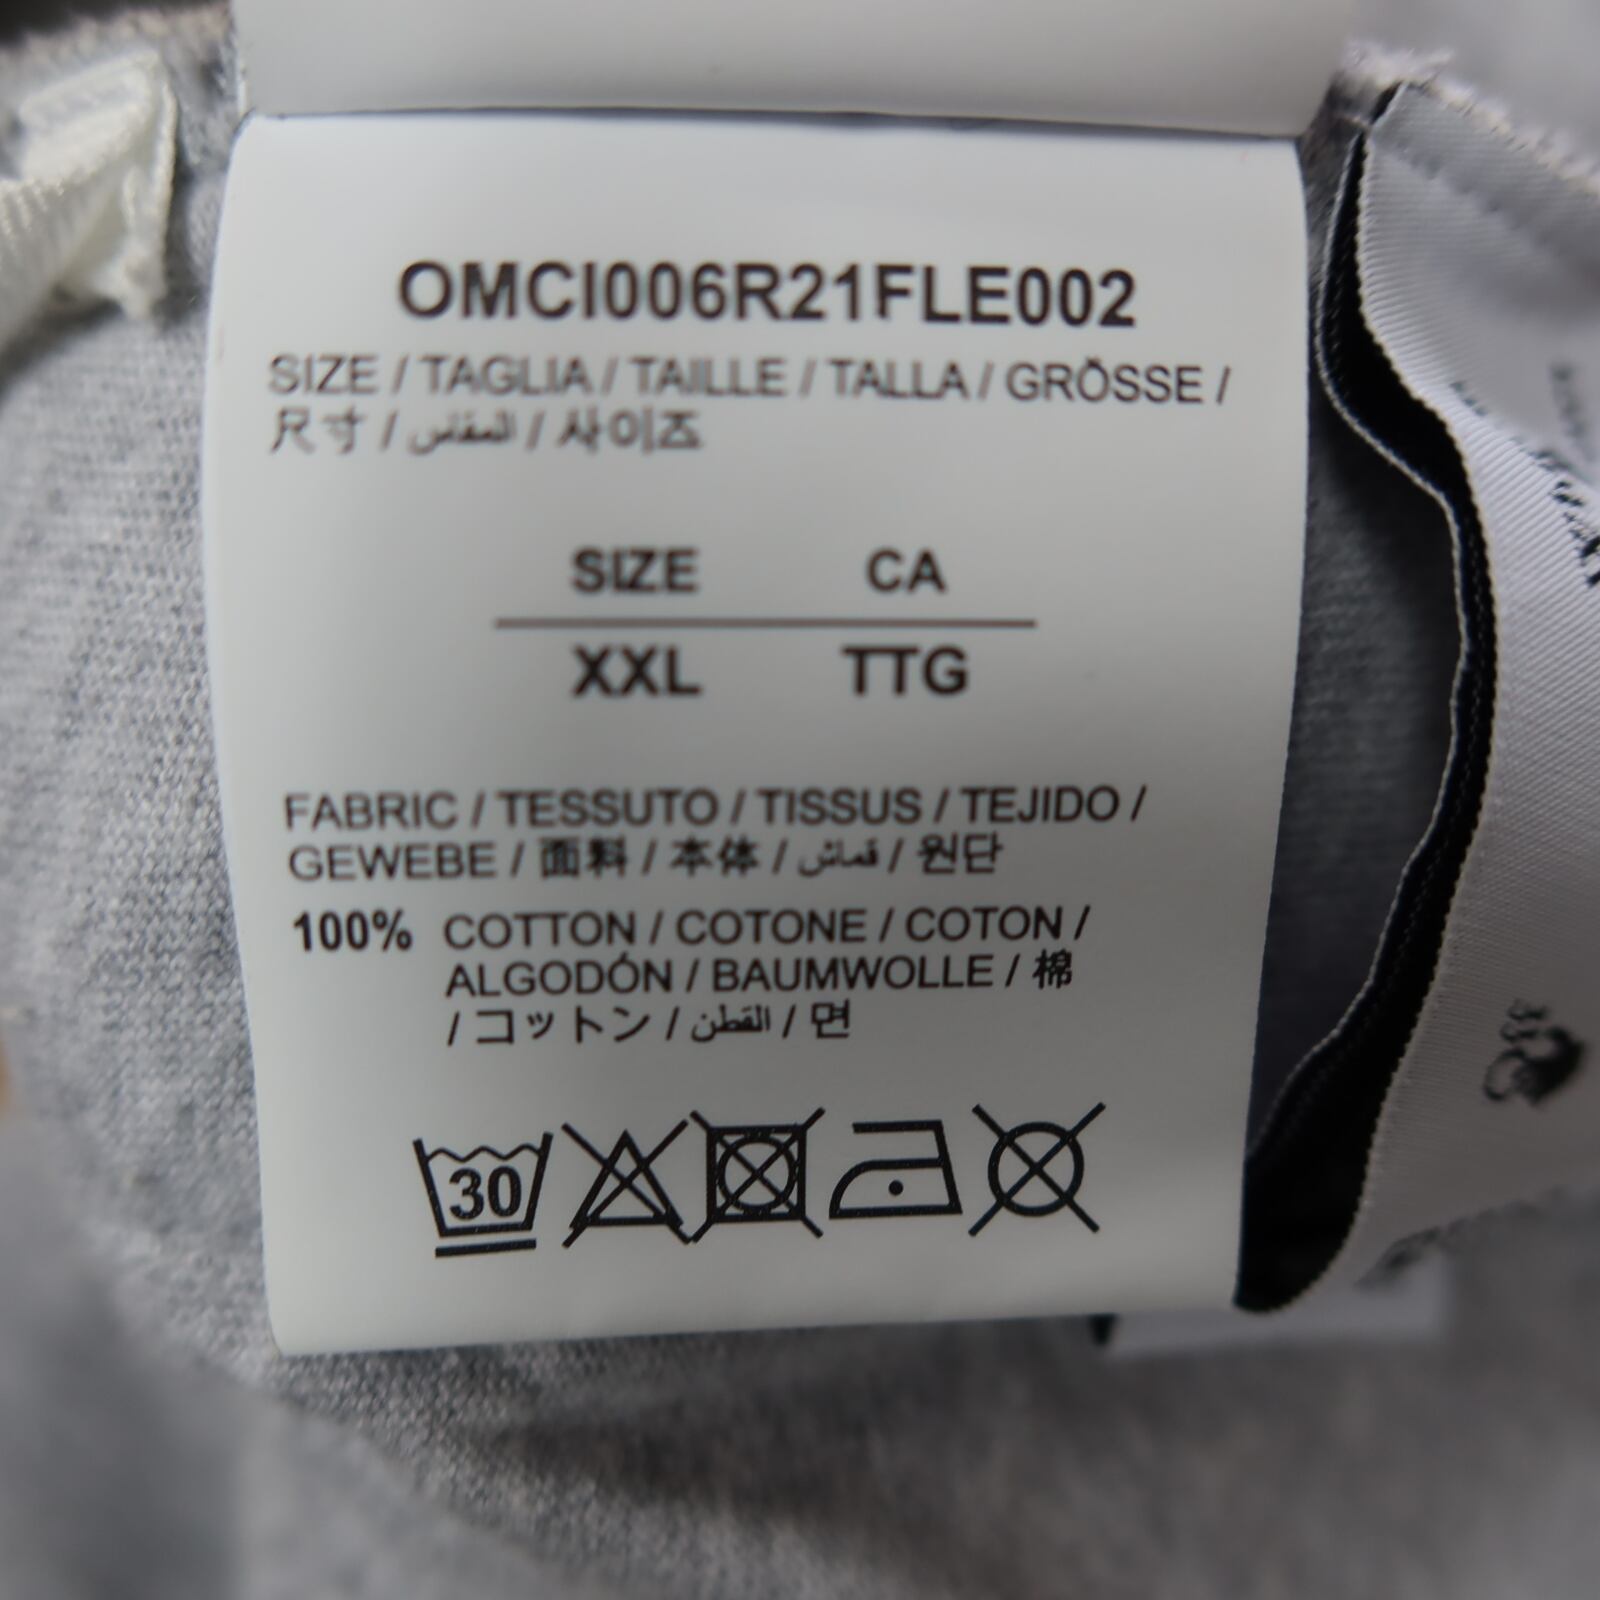 OMCI006R21FLE002
SIZE / TAGLIA / TAILLE / TALLA / GRÖSSE /
尺寸 / المقاس / 사이즈
SIZE CA
XXL TTG
FABRIC / TESSUTO / TISSUS / TEJIDO /
GEWEBE / 面料 / 本体 / قماش / 원단
100% COTTON / COTONE / COTON /
ALGODÓN / BAUMWOLLE / 棉
/ コットン / القطن / 면
30